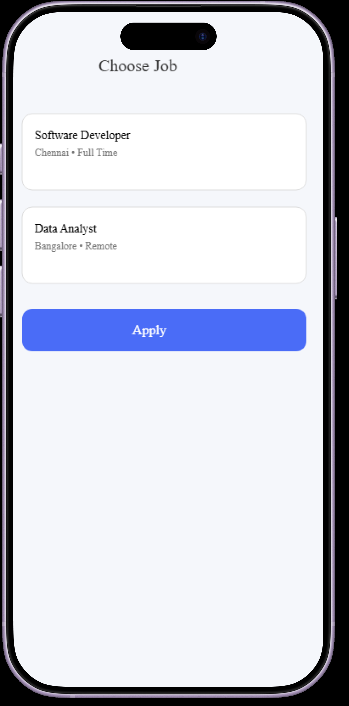 Choose Job
Software Developer
Chennai • Full Time
Data Analyst
Bangalore • Remote
Apply